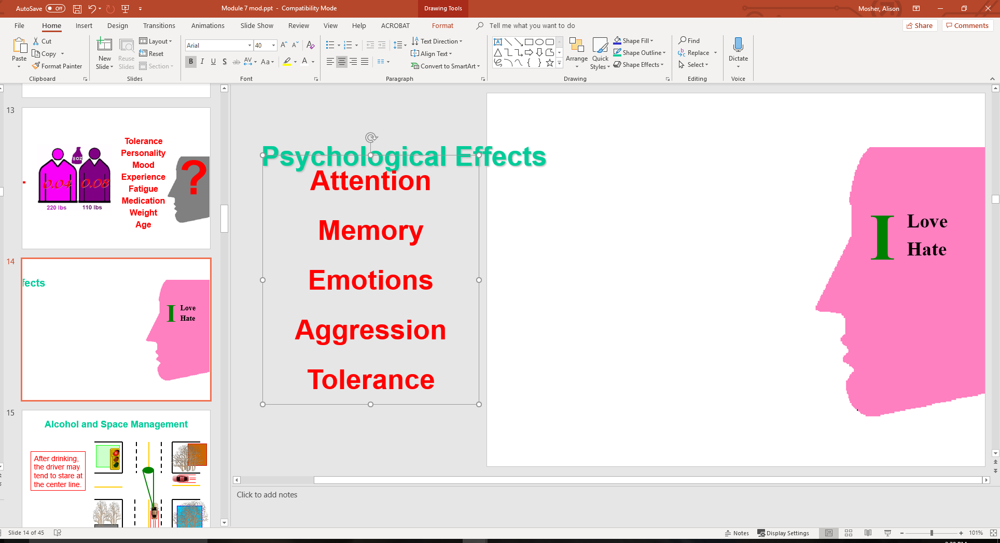 AutoSave Off
Module 7 mod.ppt - Compatibility Mode
Drawing Tools
Mosher, Alison
File Home Insert Design Transitions Animations Slide Show Review View Help ACROBAT Format Tell me what you want to do
Share Comments
Paste
Cut
Copy
Format Painter
Clipboard
New Slide
Reuse Slides
Layout
Reset
Section
Slides
Arial 40
B I U S ab AV Aa A
Font
Text Direction
Align Text
Convert to SmartArt
Paragraph
Arrange
Quick Styles
Shape Fill
Shape Outline
Shape Effects
Drawing
Find
Replace
Select
Editing
Dictate
Voice
13
8OZ
0.04 0.08
220 lbs 110 lbs
Tolerance
Personality
Mood
Experience
Fatigue
Medication
Weight
Age
?
14
fects
I Love
Hate
15
Alcohol and Space Management
After drinking,
the driver may
tend to stare at
the center line.
Psychological Effects
Attention
Memory
Emotions
Aggression
Tolerance
I Love
Hate
Click to add notes
Slide 14 of 45
Notes Display Settings 101%